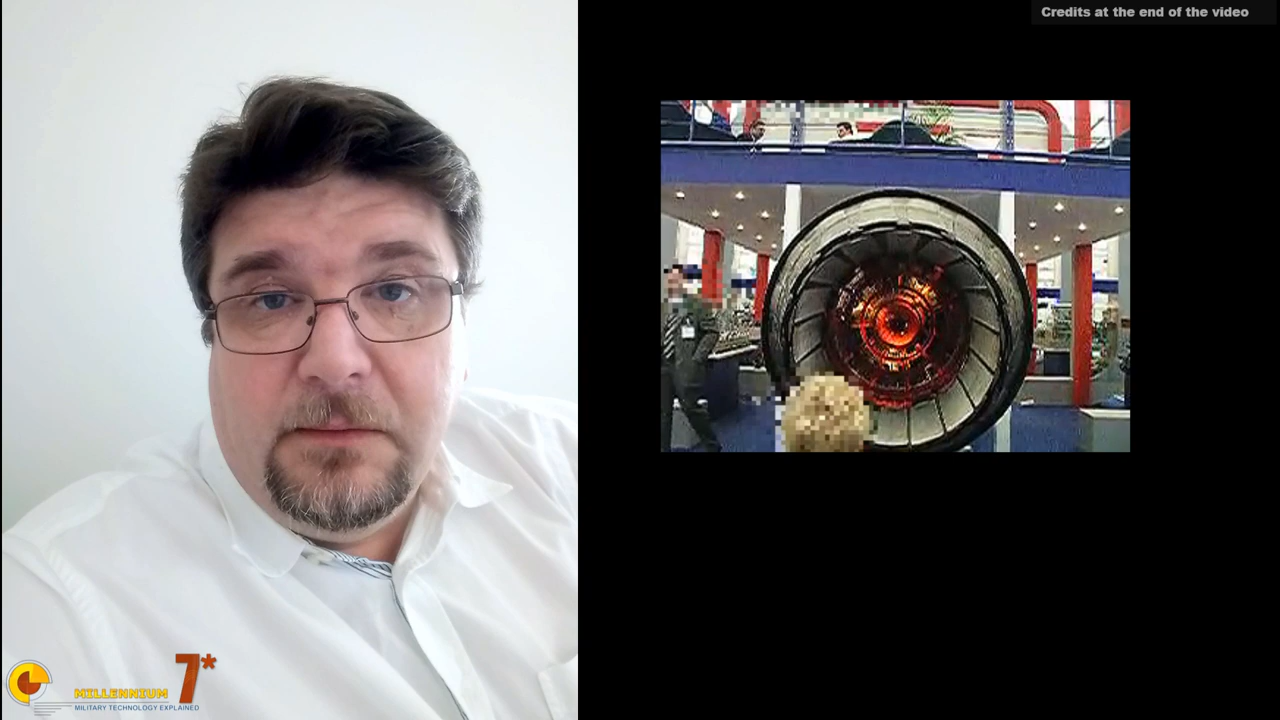 Credits at the end of the video
7*
MILLENNIUM
MILITARY TECHNOLOGY EXPLAINED